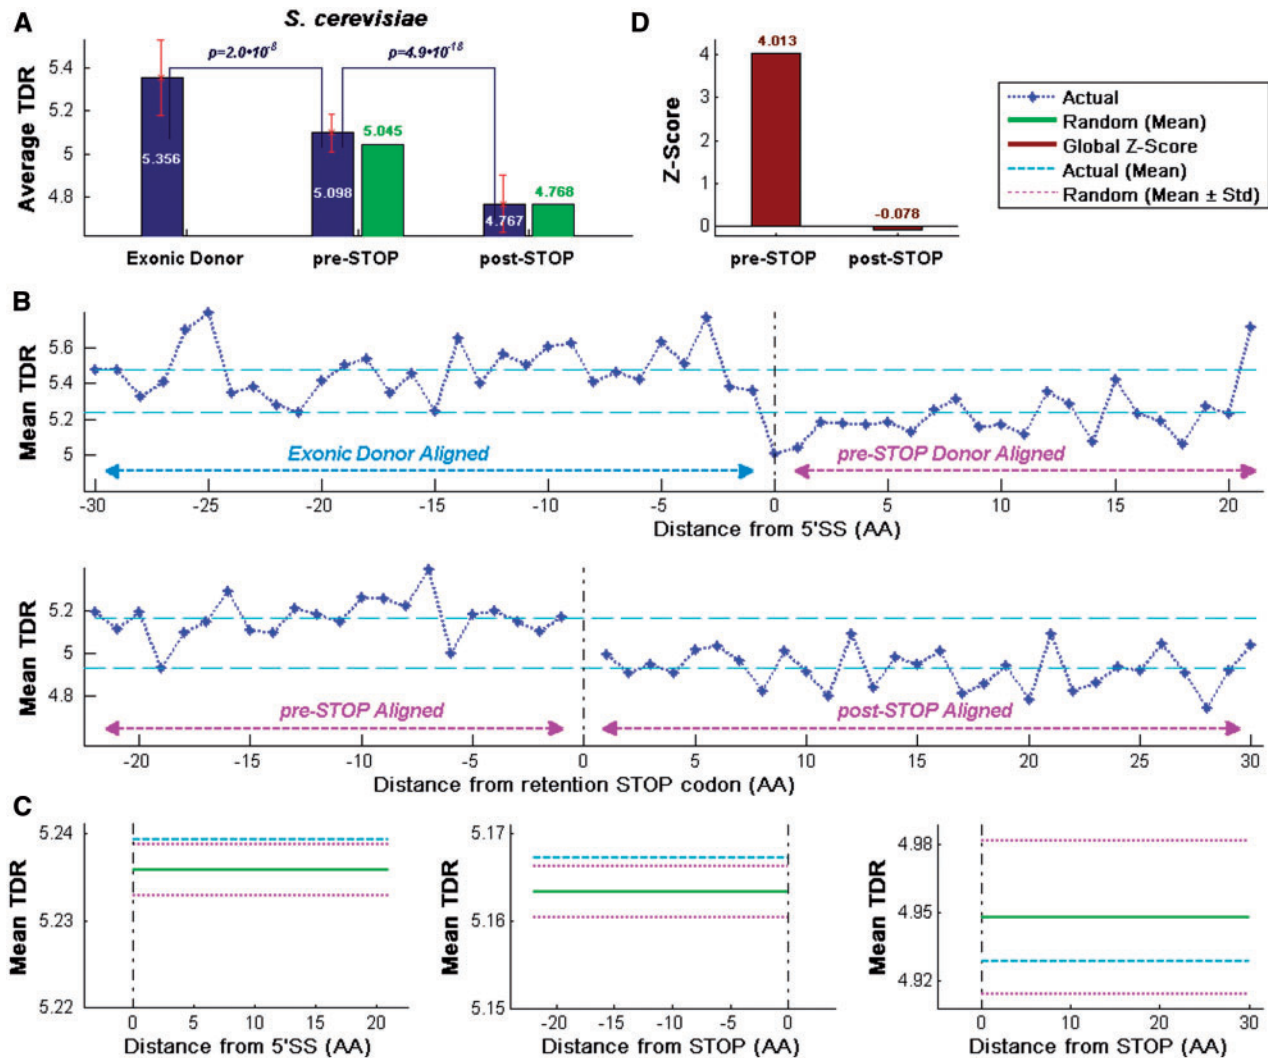 A
S. cerevisiae
Average TDR
5.4
5.2
5
4.8
p=2.0•10⁻⁸
p=4.9•10⁻¹⁸
5.356
5.098
5.045
4.767
4.768
Exonic Donor
pre-STOP
post-STOP
D
Z-Score
4
3
2
1
0
4.013
-0.078
pre-STOP
post-STOP
Actual
Random (Mean)
Global Z-Score
Actual (Mean)
Random (Mean ± Std)
B
Mean TDR
5.6
5.4
5.2
5
Exonic Donor Aligned
pre-STOP Donor Aligned
-30 -25 -20 -15 -10 -5 0 5 10 15 20
Distance from 5'SS (AA)
Mean TDR
5.2
5
4.8
pre-STOP Aligned
post-STOP Aligned
-20 -15 -10 -5 0 5 10 15 20 25 30
Distance from retention STOP codon (AA)
C
Mean TDR
5.24
5.23
5.22
0 5 10 15 20
Distance from 5'SS (AA)
Mean TDR
5.17
5.16
5.15
-20 -15 -10 -5 0
Distance from STOP (AA)
Mean TDR
4.98
4.95
4.92
0 5 10 15 20 25 30
Distance from STOP (AA)